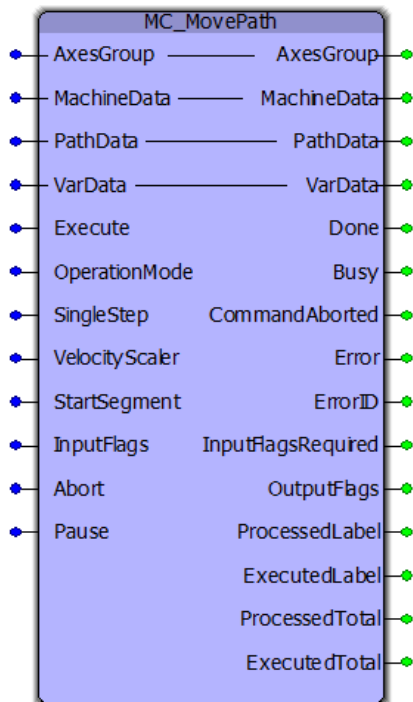 MC_MovePath
AxesGroup AxesGroup
MachineData MachineData
PathData PathData
VarData VarData
Execute Done
OperationMode Busy
SingleStep CommandAborted
VelocityScaler Error
StartSegment ErrorID
InputFlags InputFlagsRequired
Abort OutputFlags
Pause ProcessedLabel
ExecutedLabel
ProcessedTotal
ExecutedTotal